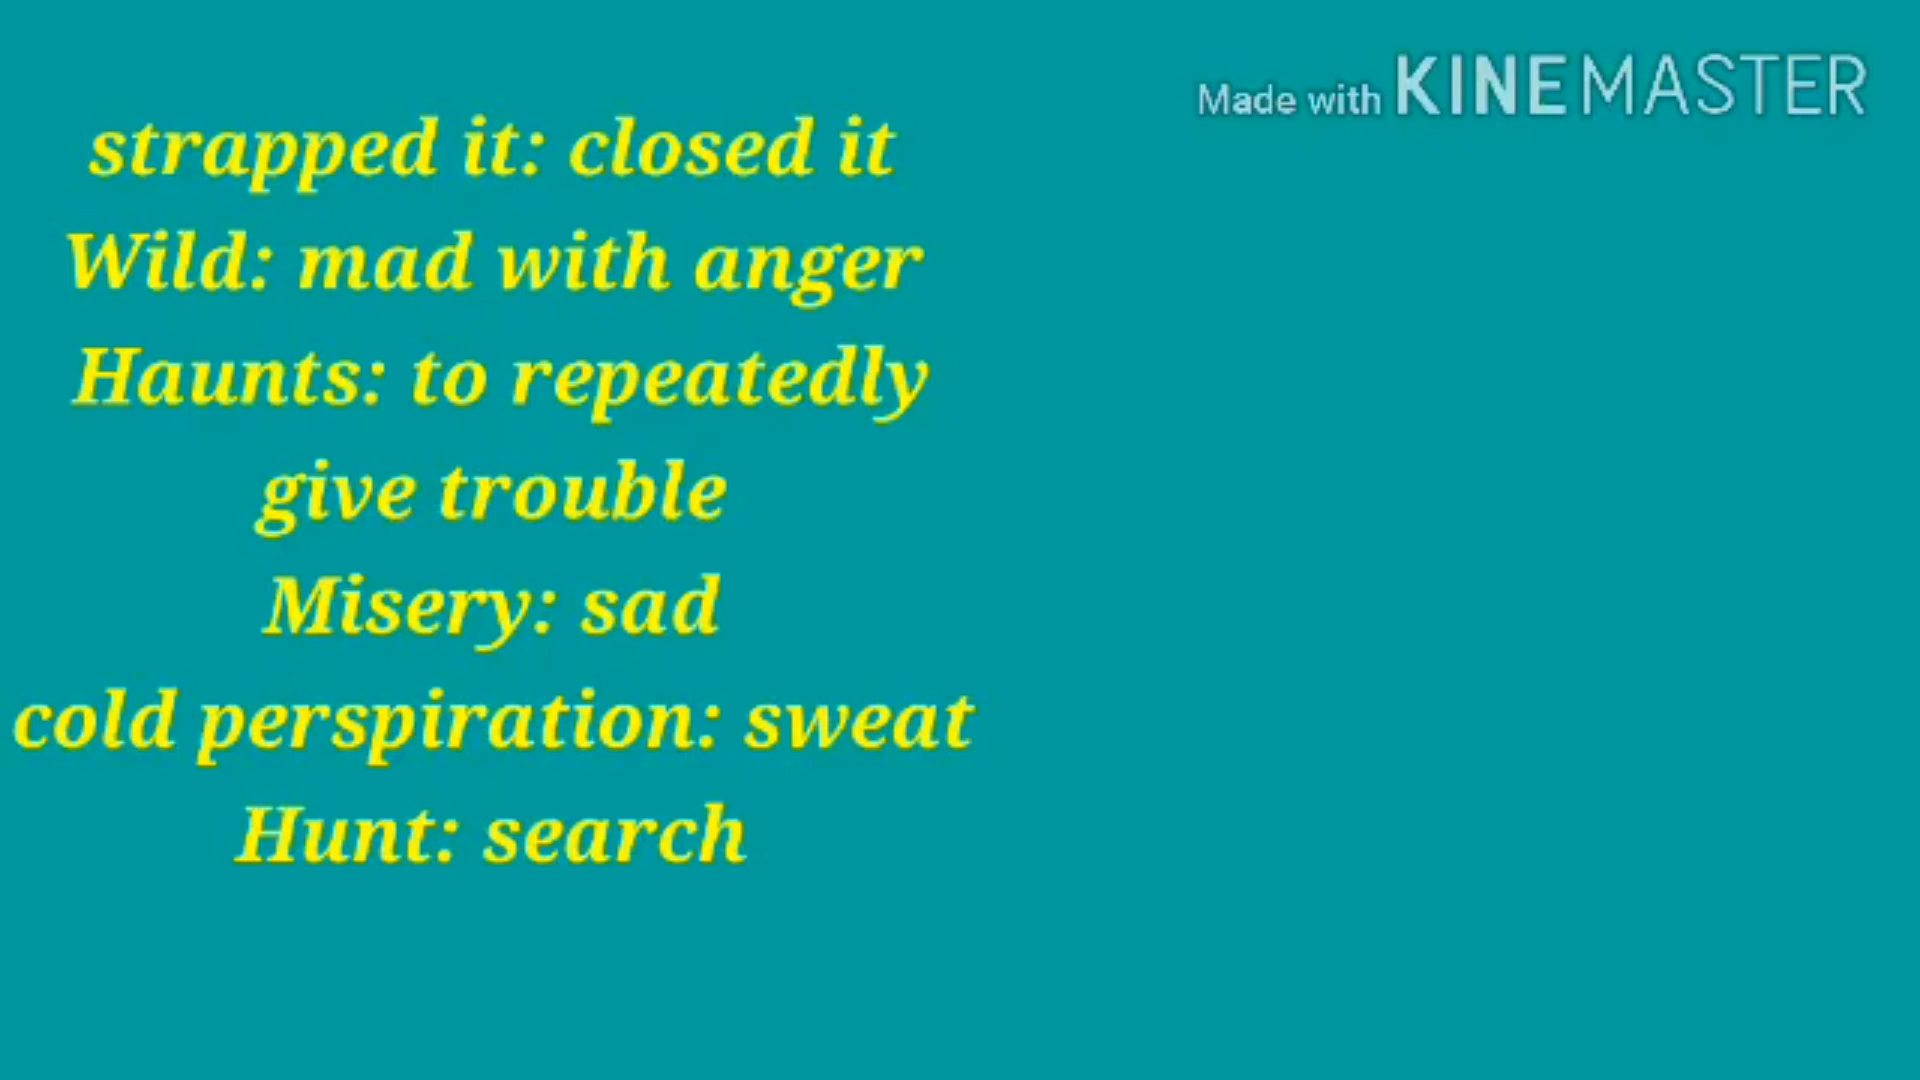 Made with KINEMASTER
strapped it: closed it
Wild: mad with anger
Haunts: to repeatedly
give trouble
Misery: sad
cold perspiration: sweat
Hunt: search